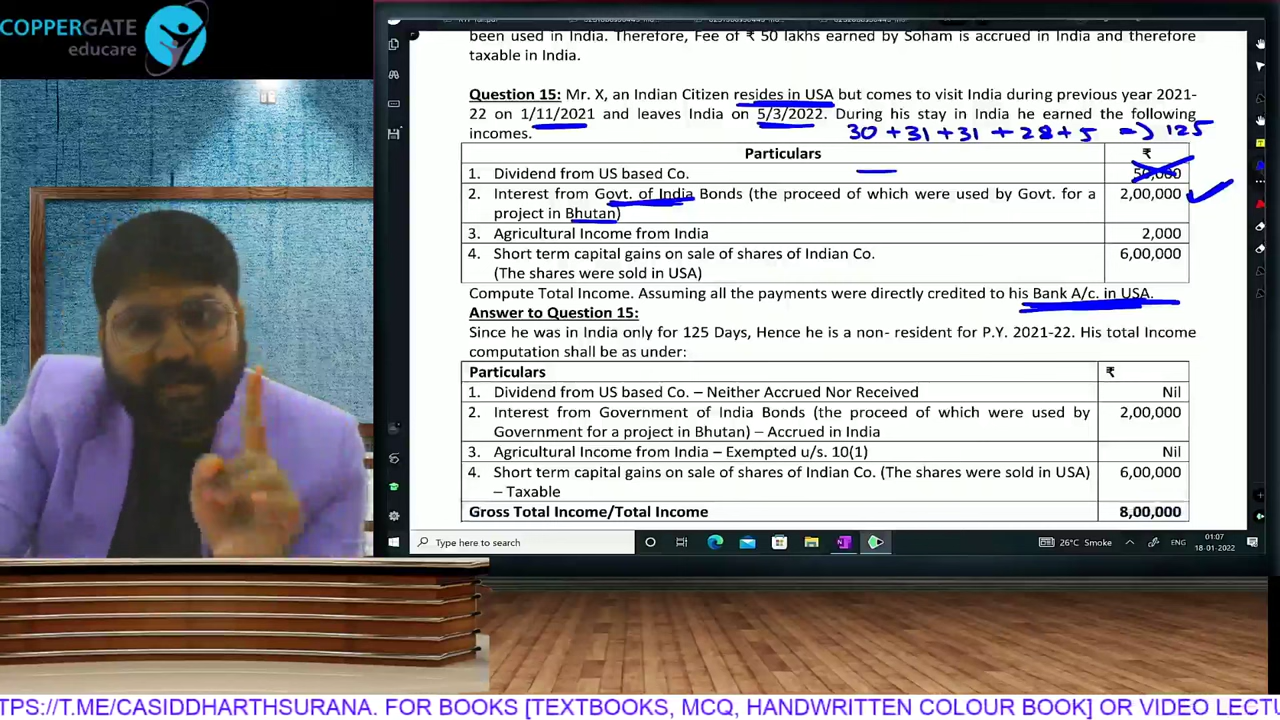 COPPERGATE
educare
been used in India. Therefore, Fee of ₹ 50 lakhs earned by Soham is accrued in India and therefore
taxable in India.
Question 15: Mr. X, an Indian Citizen resides in USA but comes to visit India during previous year 2021-
22 on 1/11/2021 and leaves India on 5/3/2022. During his stay in India he earned the following
incomes.
30 + 31 + 31 + 28 + 5 => 125
Particulars ₹
1. Dividend from US based Co. 50,000
2. Interest from Govt. of India Bonds (the proceed of which were used by Govt. for a 2,00,000
project in Bhutan)
3. Agricultural Income from India 2,000
4. Short term capital gains on sale of shares of Indian Co. 6,00,000
(The shares were sold in USA)
Compute Total Income. Assuming all the payments were directly credited to his Bank A/c. in USA.
Answer to Question 15:
Since he was in India only for 125 Days, Hence he is a non- resident for P.Y. 2021-22. His total Income
computation shall be as under:
Particulars ₹
1. Dividend from US based Co. – Neither Accrued Nor Received Nil
2. Interest from Government of India Bonds (the proceed of which were used by 2,00,000
Government for a project in Bhutan) – Accrued in India
3. Agricultural Income from India – Exempted u/s. 10(1) Nil
4. Short term capital gains on sale of shares of Indian Co. (The shares were sold in USA) 6,00,000
– Taxable
Gross Total Income/Total Income 8,00,000
Type here to search
26°C Smoke ENG 01:07
18-01-2022
TTPS://T.ME/CASIDDHARTHSURANA. FOR BOOKS [TEXTBOOKS, MCQ, HANDWRITTEN COLOUR BOOK] OR VIDEO LECTU